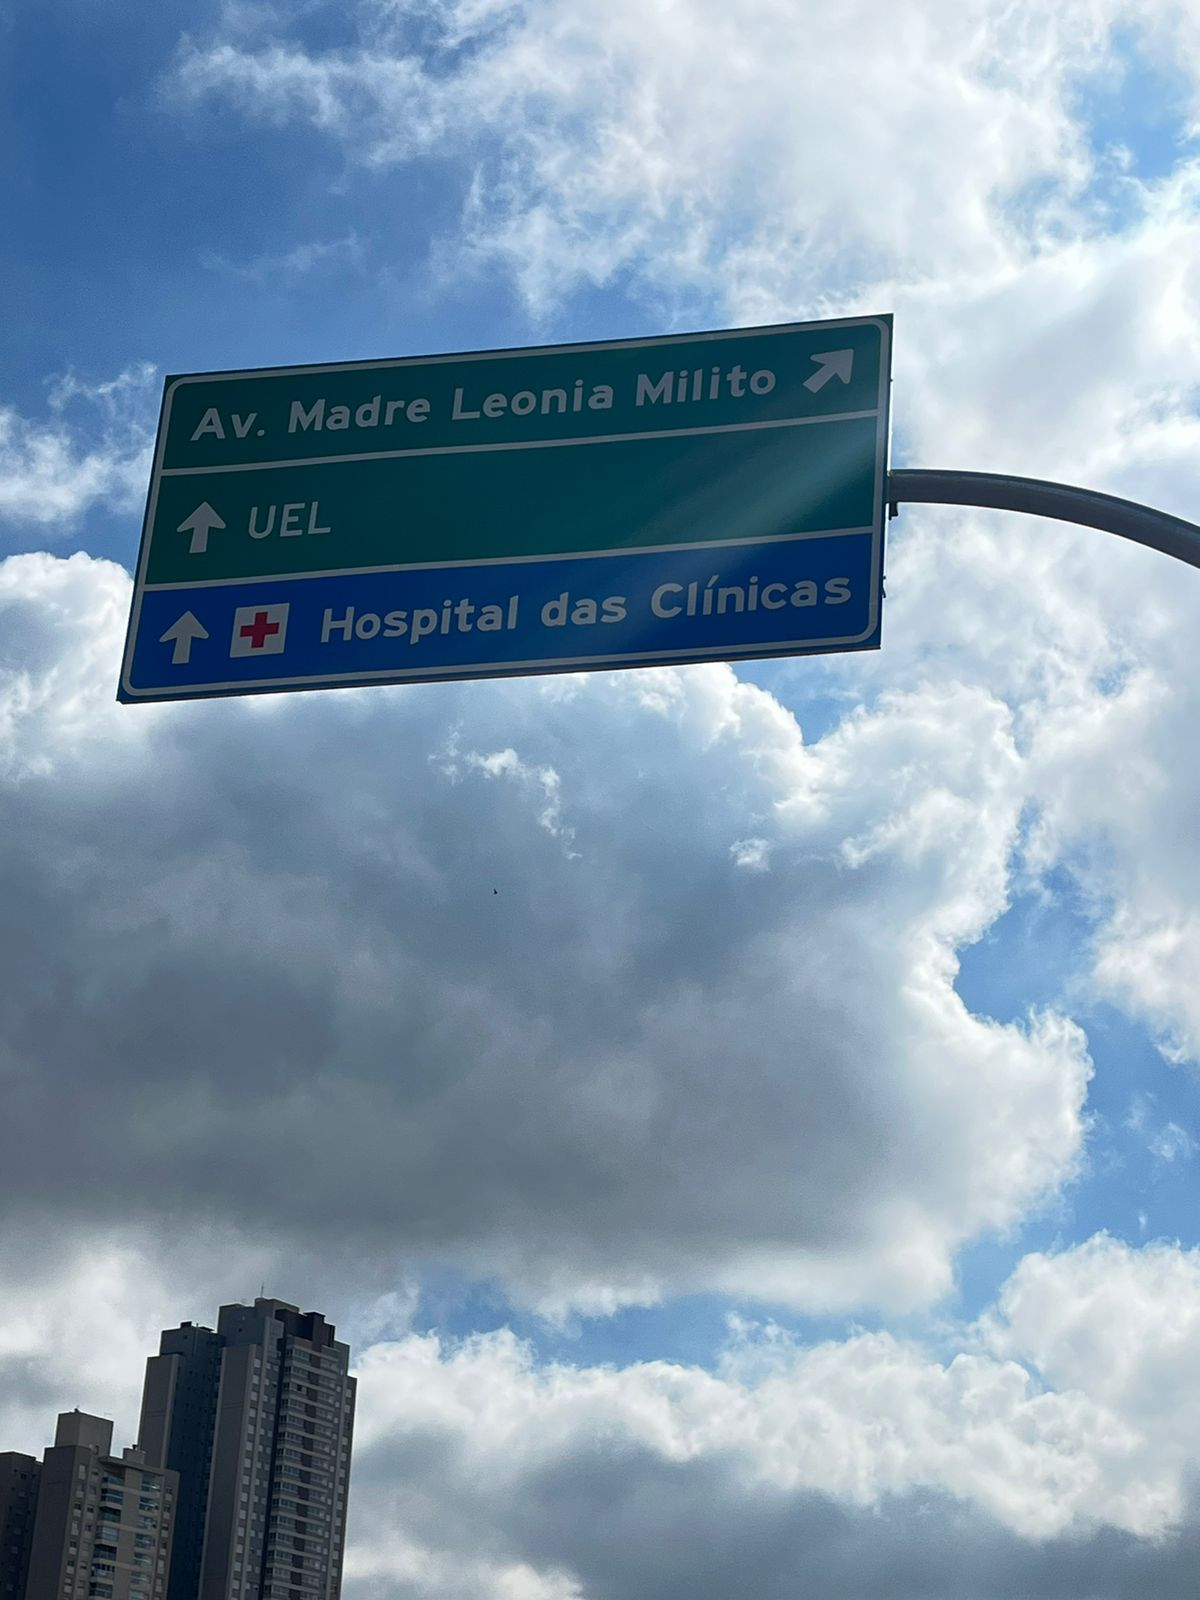 Av. Madre Leonia Milito
UEL
Hospital das Clínicas